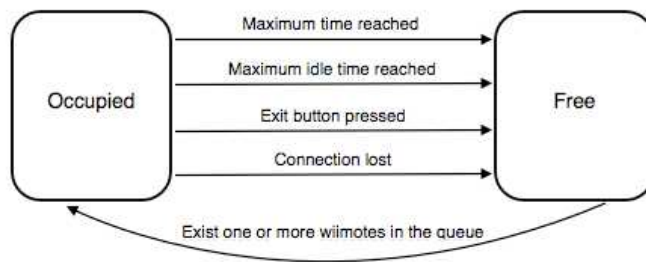 Maximum time reached
Maximum idle time reached
Occupied
Free
Exit button pressed
Connection lost
Exist one or more wiimotes in the queue